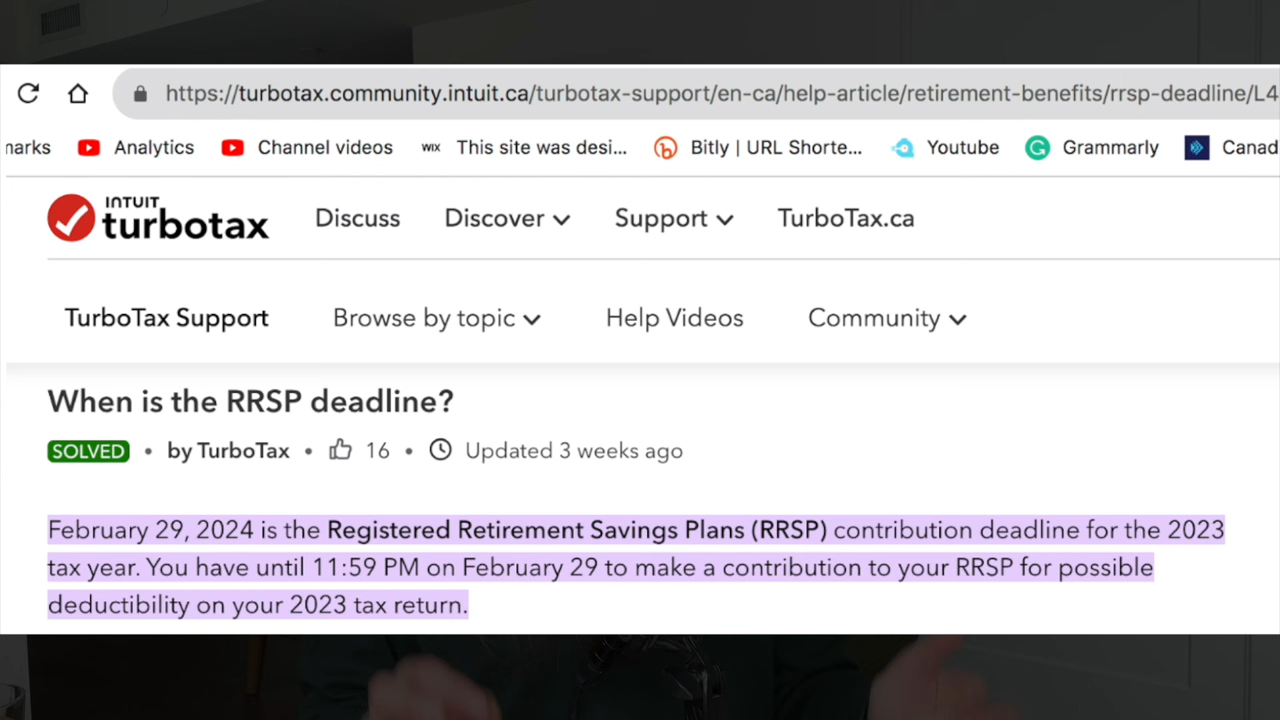 https://turbotax.community.intuit.ca/turbotax-support/en-ca/help-article/retirement-benefits/rrsp-deadline/L4
narks Analytics Channel videos WIX This site was desi... Bitly | URL Shorte... Youtube Grammarly Canad
INTUIT
turbotax Discuss Discover Support TurboTax.ca
TurboTax Support Browse by topic Help Videos Community
When is the RRSP deadline?
SOLVED • by TurboTax • 16 • Updated 3 weeks ago
February 29, 2024 is the Registered Retirement Savings Plans (RRSP) contribution deadline for the 2023
tax year. You have until 11:59 PM on February 29 to make a contribution to your RRSP for possible
deductibility on your 2023 tax return.